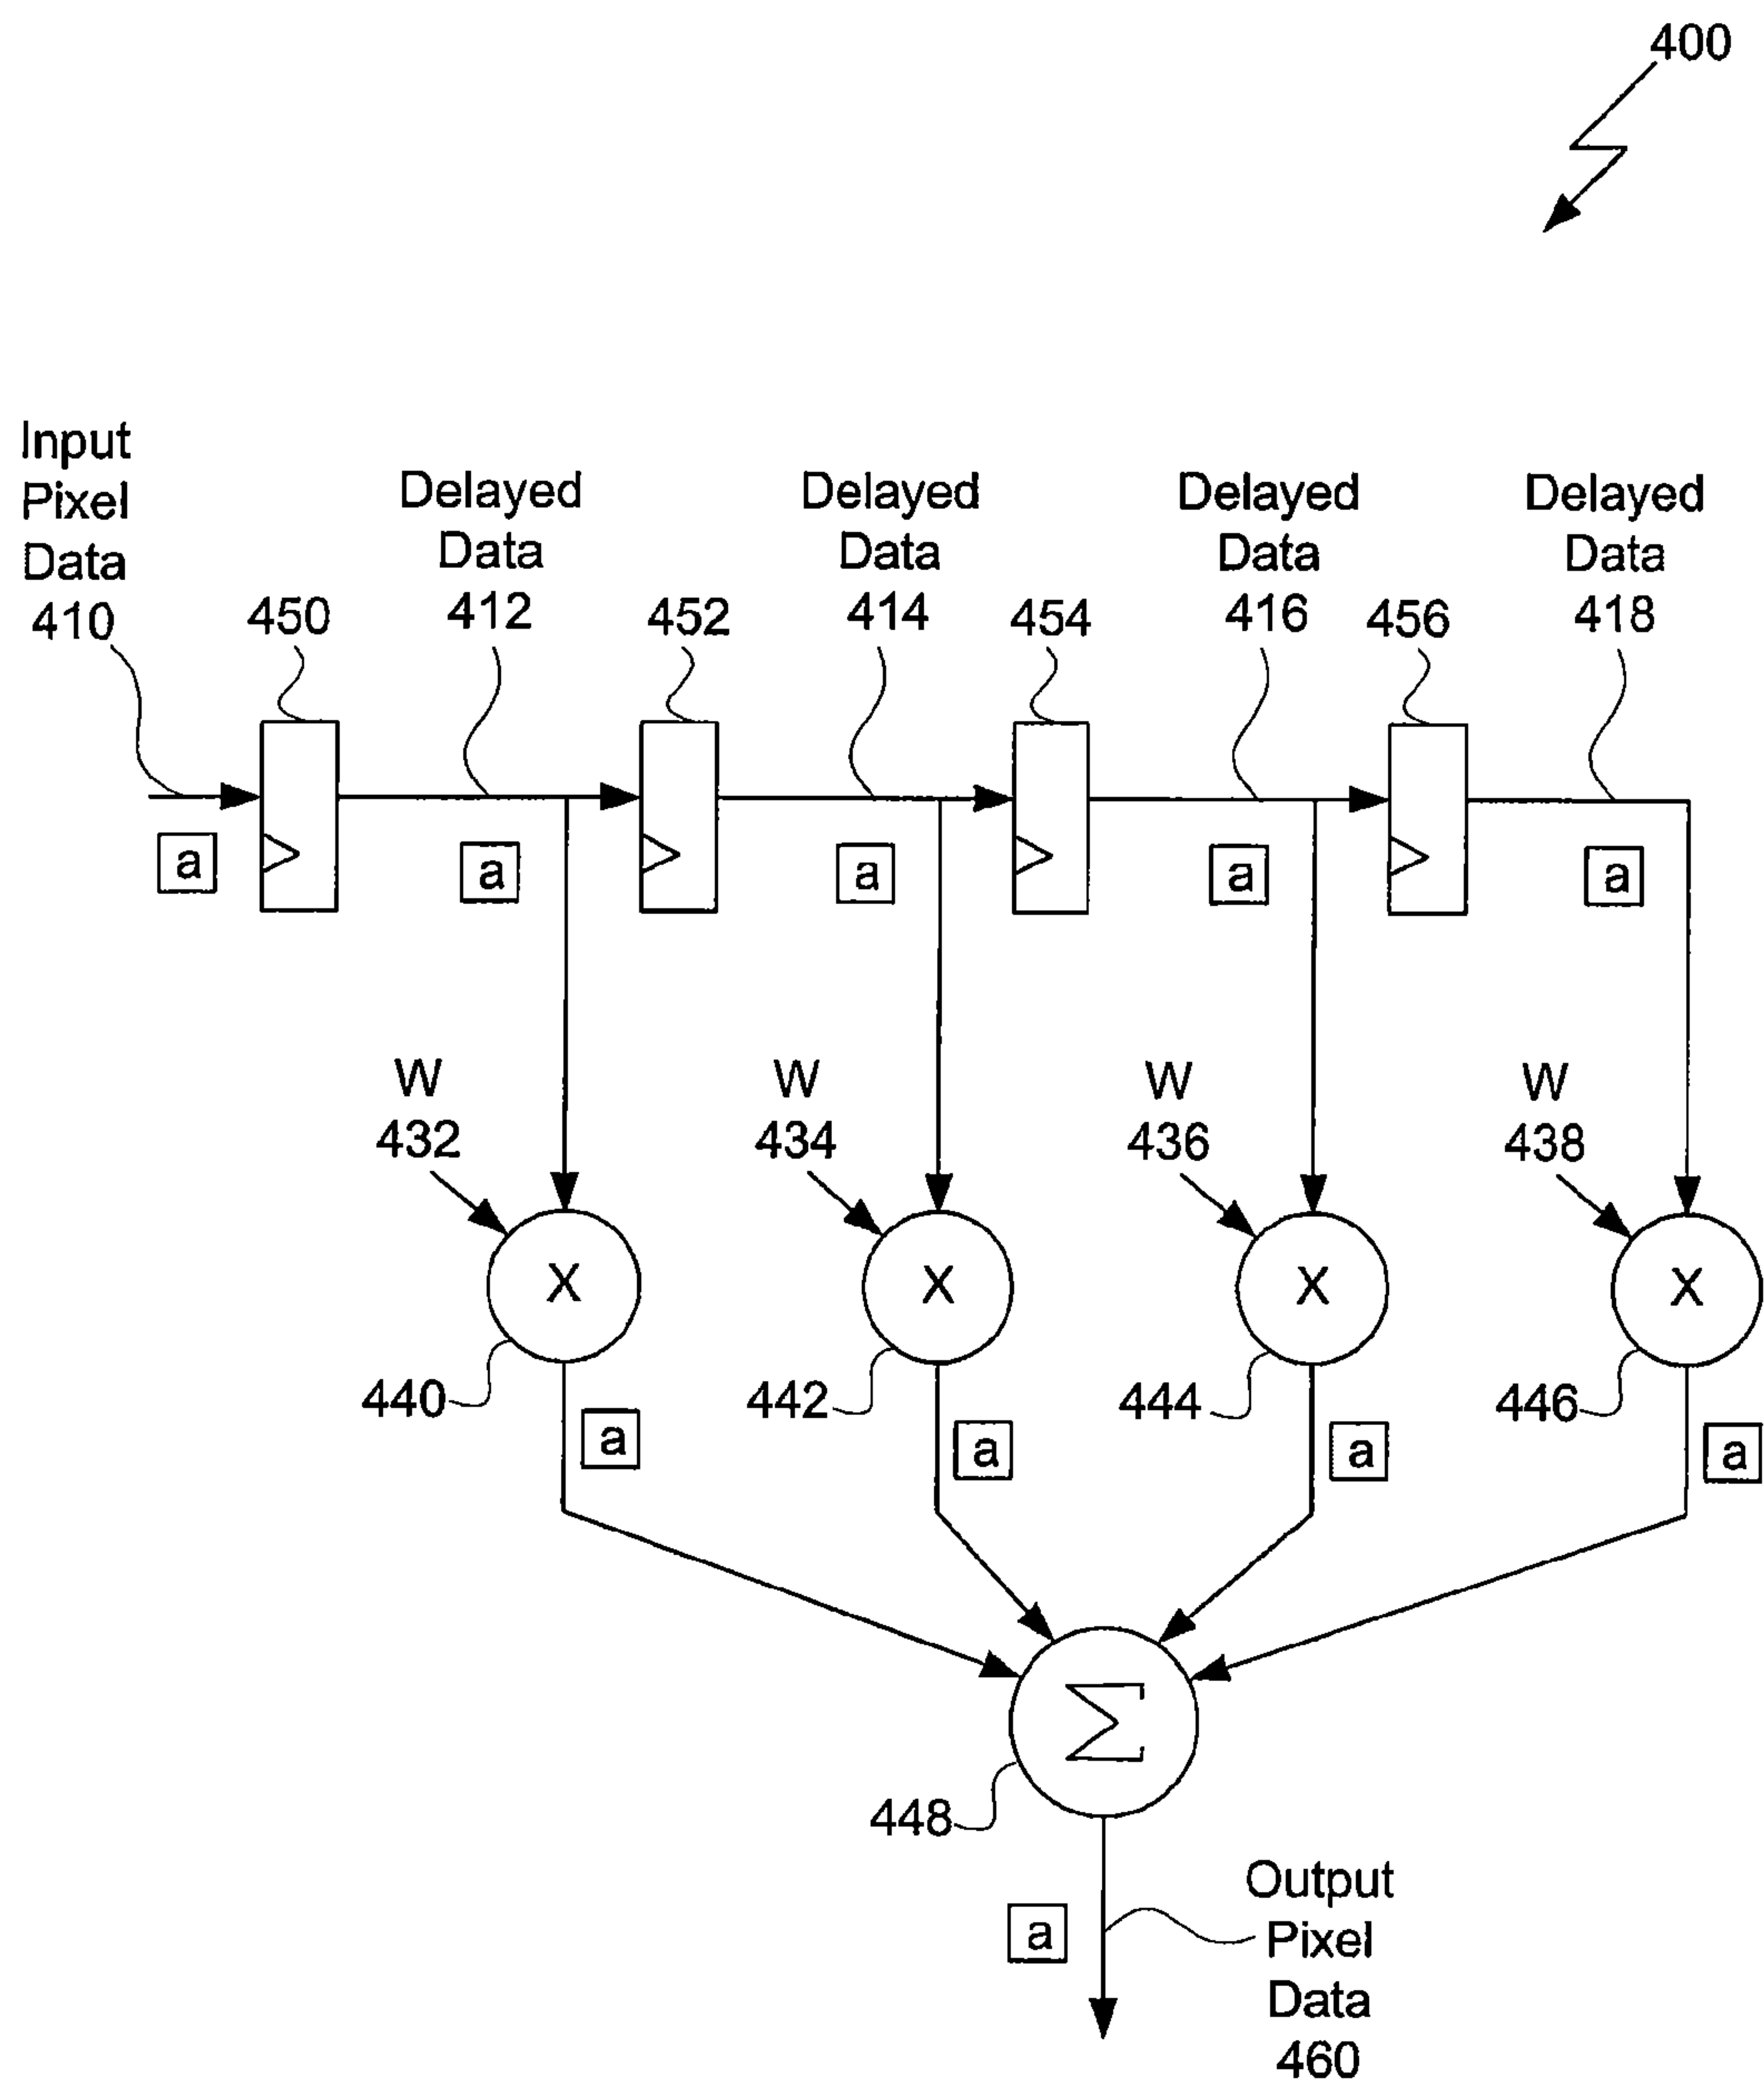 400
Input
Pixel
Data
410
450
Delayed
Data
412
452
Delayed
Data
414
454
Delayed
Data
416
456
Delayed
Data
418
a
a
a
a
a
W
432
W
434
W
436
W
438
X
X
X
X
440
442
444
446
a
a
a
a
Σ
448
a
Output
Pixel
Data
460